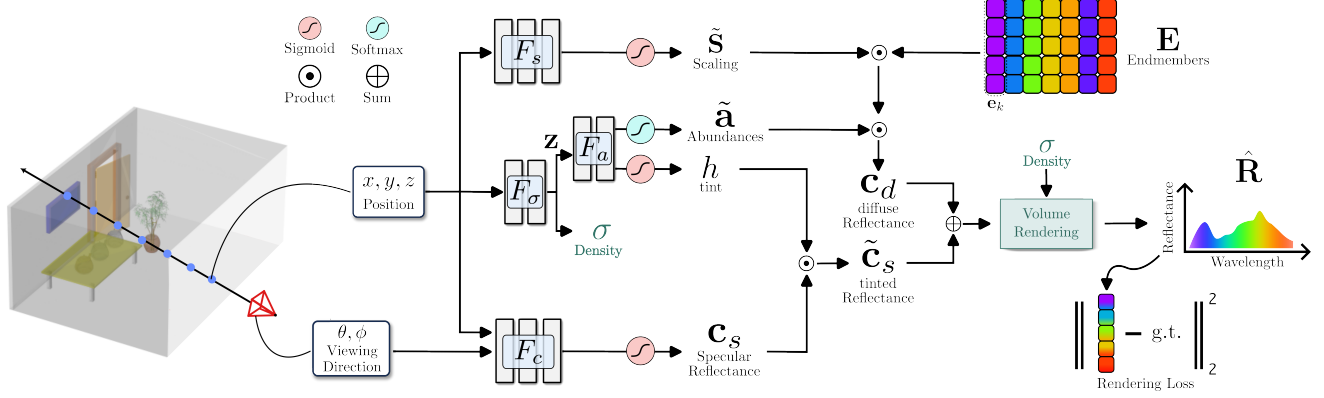 Sigmoid
Softmax
Product
Sum
x, y, z
Position
θ, ϕ
Viewing
Direction
F_s
s̃
Scaling
E
Endmembers
e_k
z
F_a
ã
Abundances
h
tint
F_σ
σ
Density
c_d
diffuse
Reflectance
c̃_s
tinted
Reflectance
F_c
c_s
Specular
Reflectance
σ
Density
Volume
Rendering
R̂
Reflectance
Wavelength
‖ − g.t. ‖
2
2
Rendering Loss